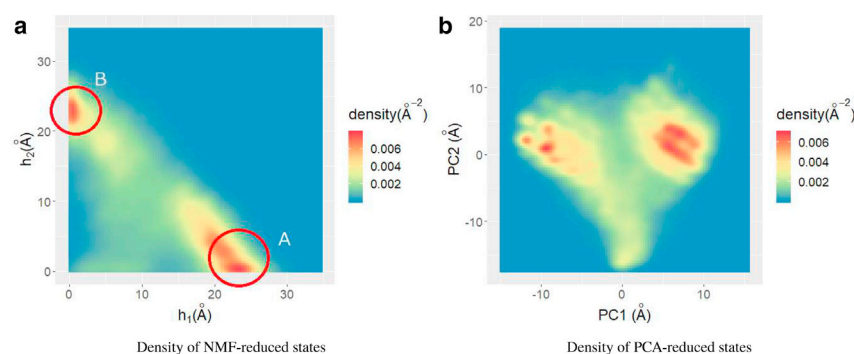 a
B
A
h₂(Å)
30
20
10
0
0
10
20
30
h₁(Å)
density(Å⁻²)
0.006
0.004
0.002
Density of NMF-reduced states
b
PC2 (Å)
20
10
0
-10
-10
0
10
PC1 (Å)
density(Å⁻²)
0.006
0.004
0.002
Density of PCA-reduced states